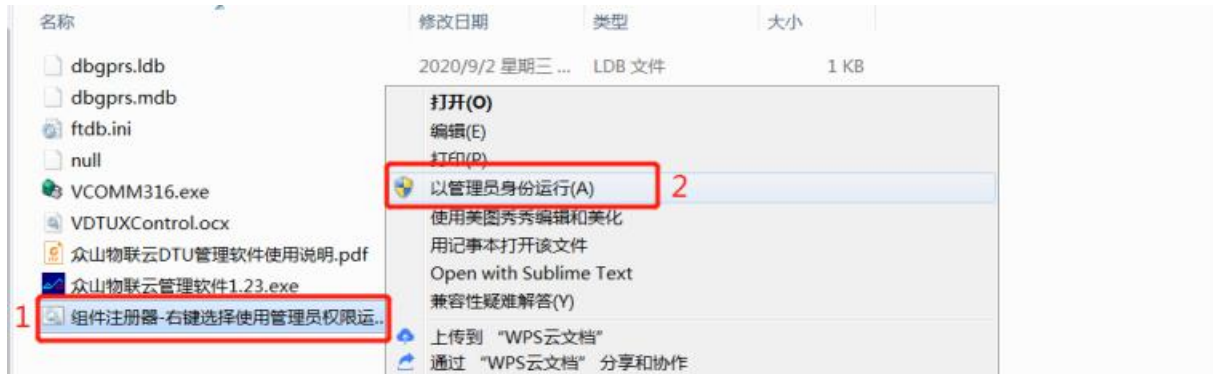 名称 修改日期 类型 大小
dbgprs.ldb 2020/9/2 星期三 ... LDB 文件 1 KB
dbgprs.mdb
ftdb.ini
null
VCOMM316.exe
VDTUXControl.ocx
众山物联云DTU管理软件使用说明.pdf
众山物联云管理软件1.23.exe
1 组件注册器-右键选择使用管理员权限运..
打开(O)
编辑(E)
打印(P)
以管理员身份运行(A) 2
使用美图秀秀编辑和美化
用记事本打开该文件
Open with Sublime Text
兼容性疑难解答(Y)
上传到 “WPS云文档”
通过 “WPS云文档” 分享和协作